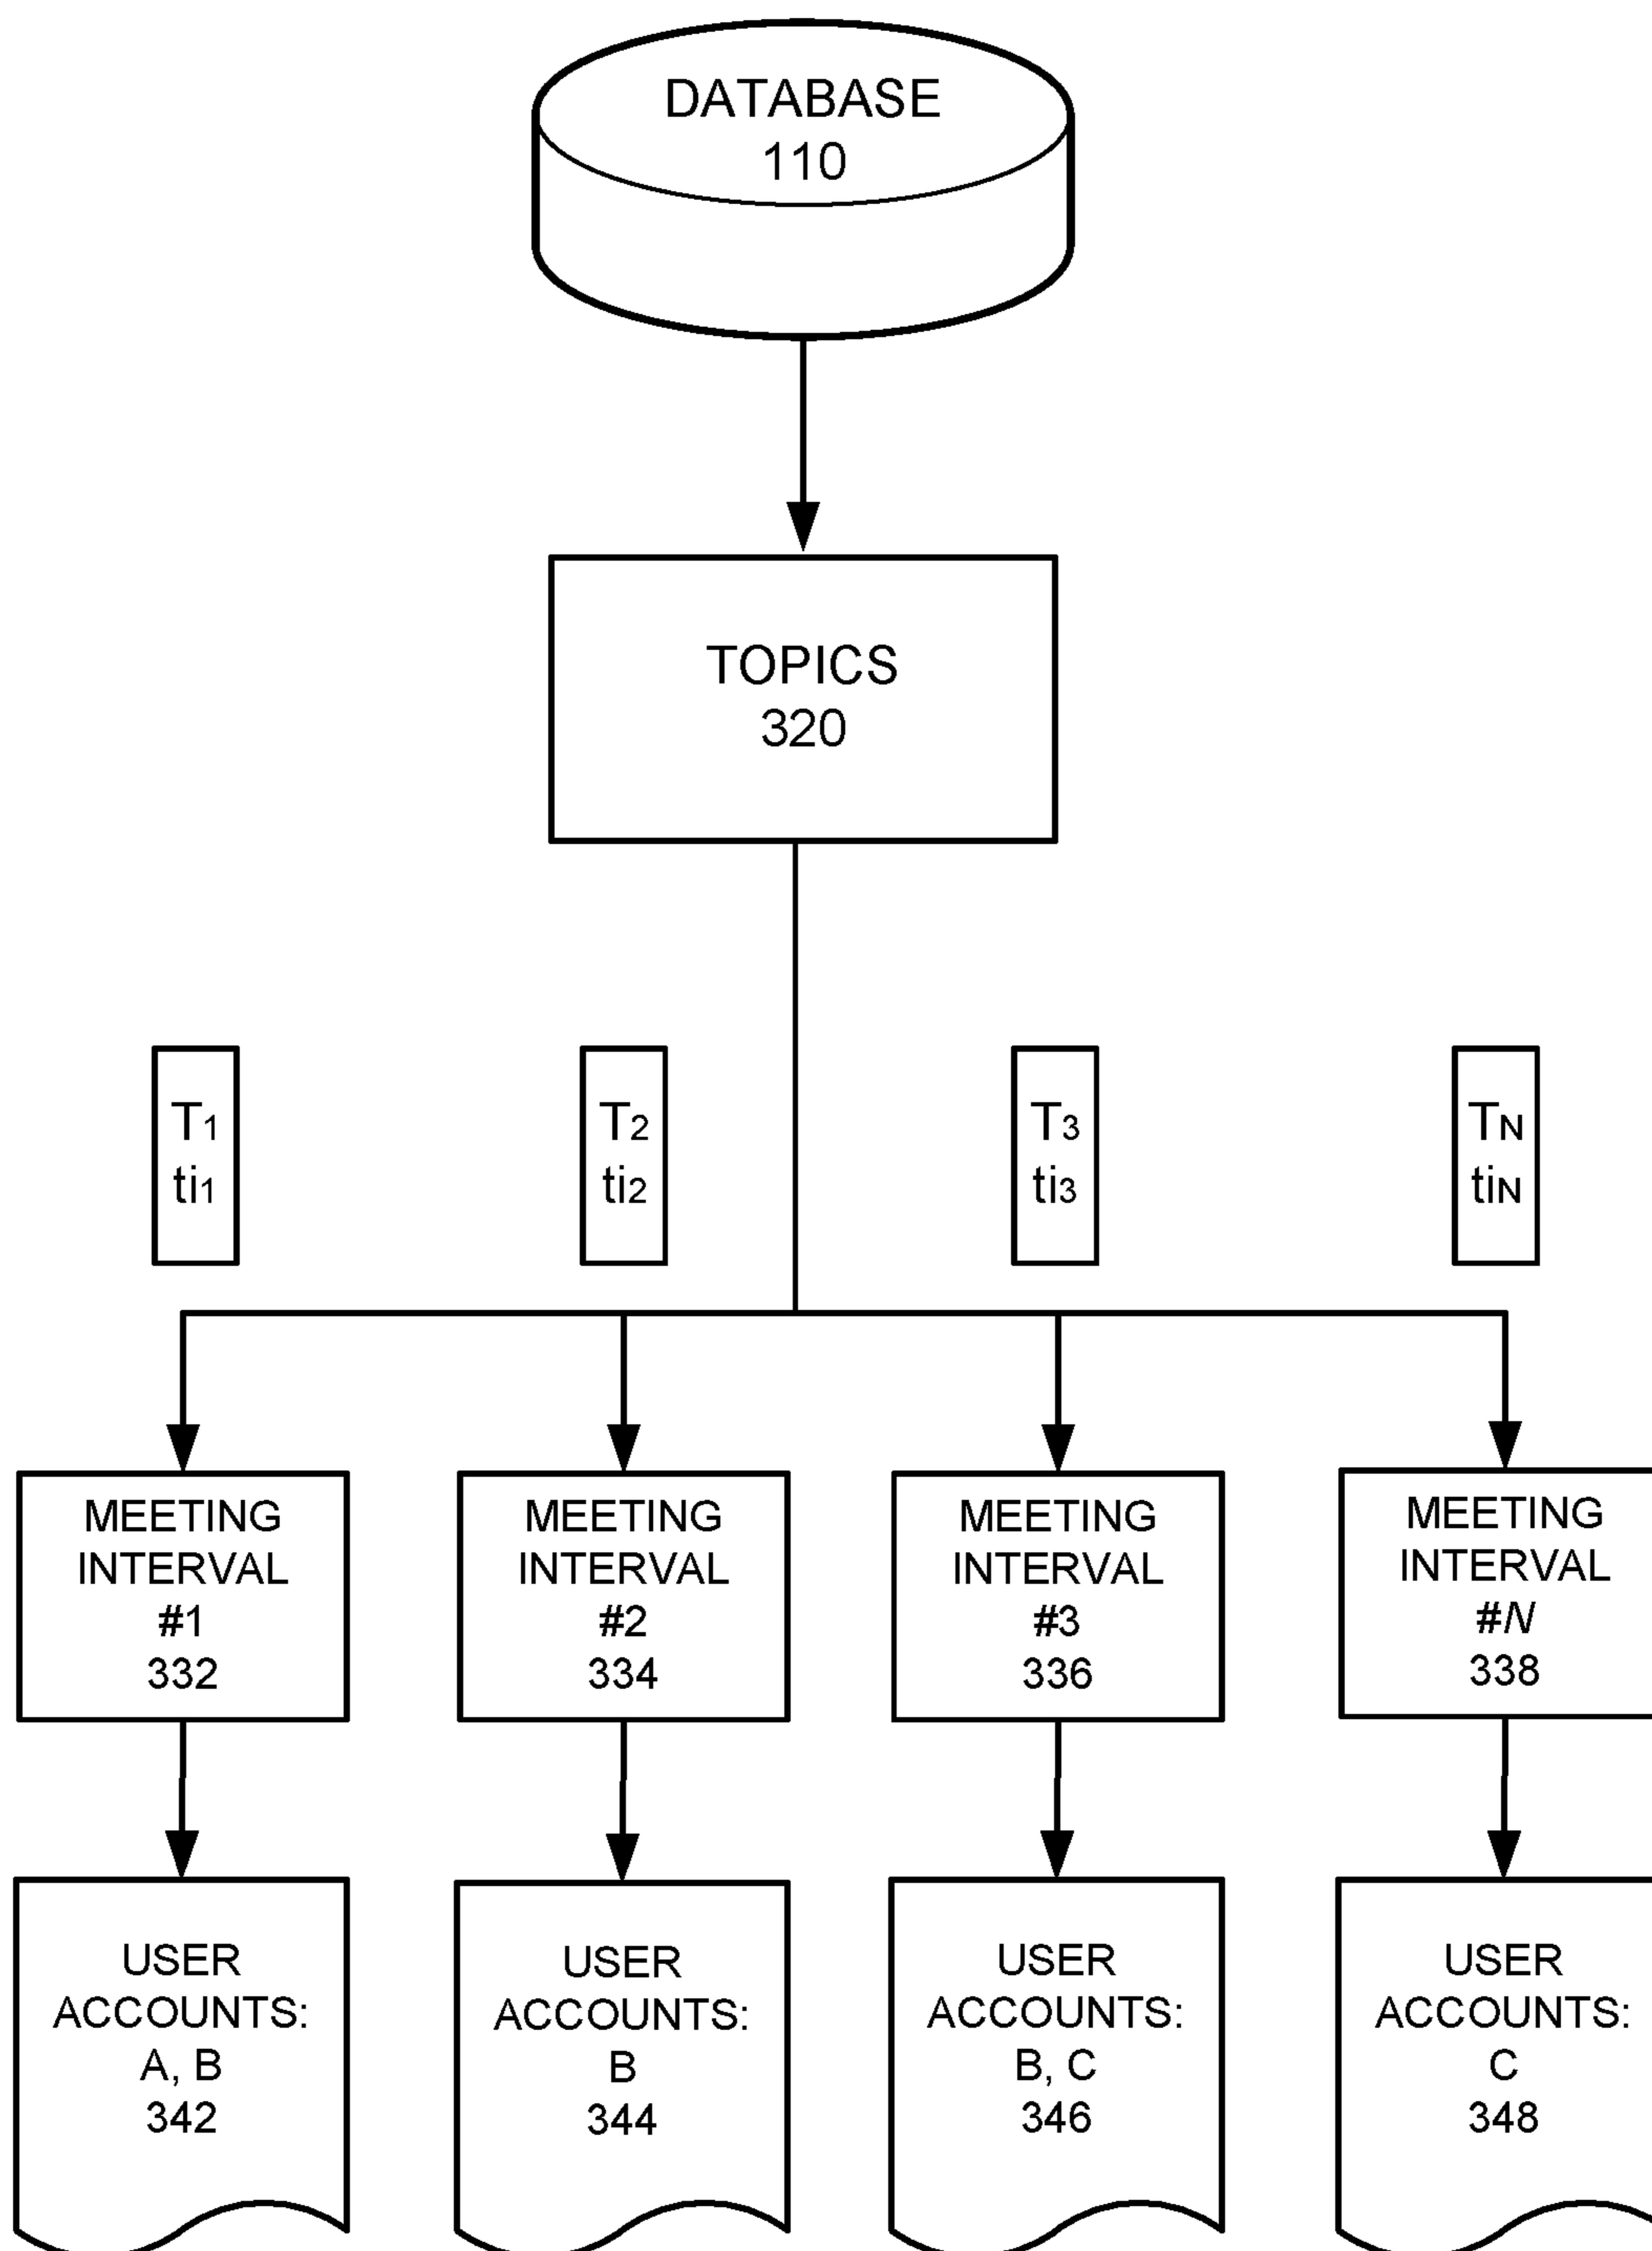 DATABASE
110
TOPICS
320
T1
ti1
T2
ti2
T3
ti3
TN
tiN
MEETING
INTERVAL
#1
332
MEETING
INTERVAL
#2
334
MEETING
INTERVAL
#3
336
MEETING
INTERVAL
#N
338
USER
ACCOUNTS:
A, B
342
USER
ACCOUNTS:
B
344
USER
ACCOUNTS:
B, C
346
USER
ACCOUNTS:
C
348